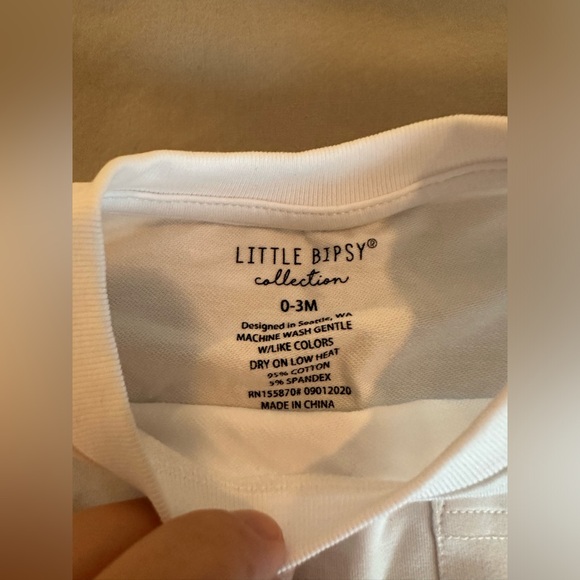 LITTLE BIPSY®
collection
0-3M
Designed in Seattle, WA
MACHINE WASH GENTLE
W/LIKE COLORS
DRY ON LOW HEAT
95% COTTON
5% SPANDEX
RN155870# 09012020
MADE IN CHINA